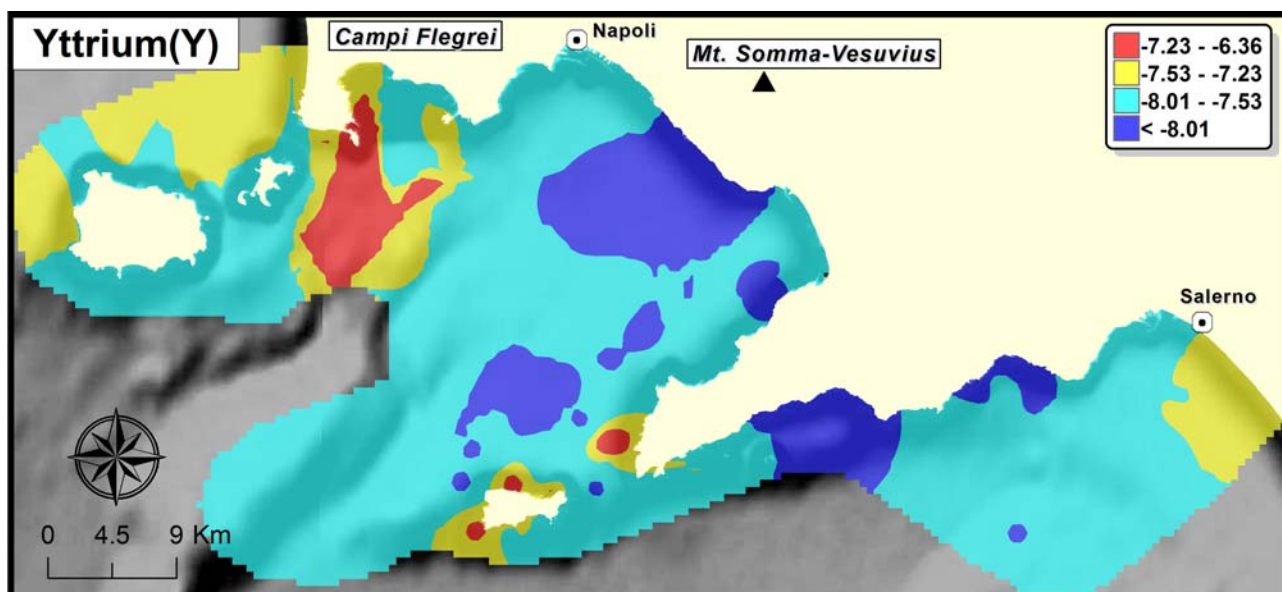 Yttrium(Y)
Campi Flegrei
Napoli
Mt. Somma-Vesuvius
-7.23 - -6.36
-7.53 - -7.23
-8.01 - -7.53
< -8.01
Salerno
0 4.5 9 Km